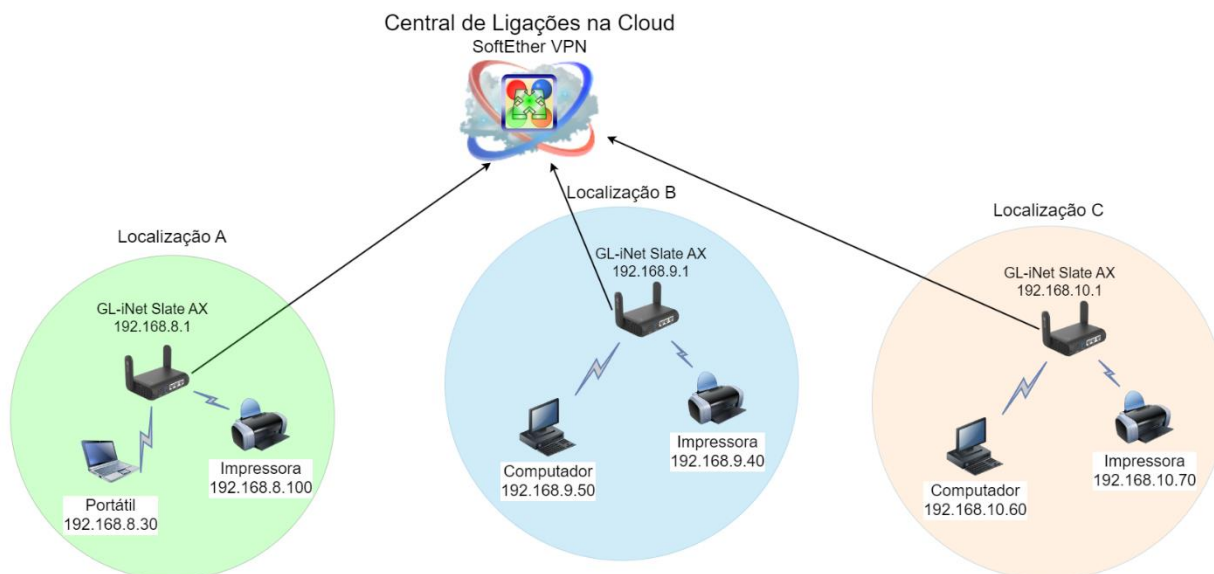 Central de Ligações na Cloud
SoftEther VPN
Localização A
GL-iNet Slate AX
192.168.8.1
Portátil
192.168.8.30
Impressora
192.168.8.100
Localização B
GL-iNet Slate AX
192.168.9.1
Computador
192.168.9.50
Impressora
192.168.9.40
Localização C
GL-iNet Slate AX
192.168.10.1
Computador
192.168.10.60
Impressora
192.168.10.70